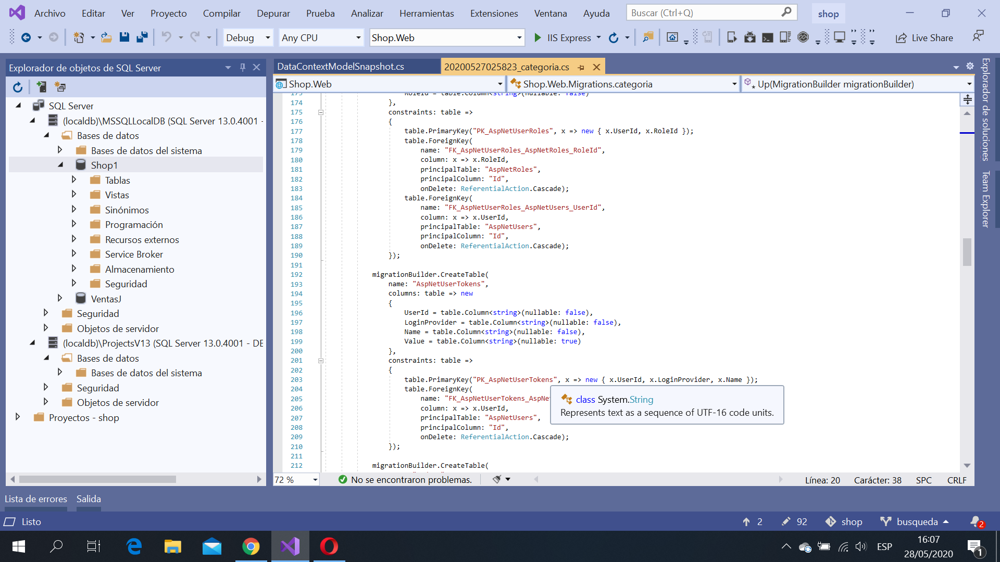 Archivo Editar Ver Proyecto Compilar Depurar Prueba Analizar Herramientas Extensiones Ventana Ayuda Buscar (Ctrl+Q) shop
Debug Any CPU Shop.Web IIS Express Live Share
Explorador de objetos de SQL Server
SQL Server
(localdb)\MSSQLLocalDB (SQL Server 13.0.4001 -
Bases de datos
Bases de datos del sistema
Shop1
Tablas
Vistas
Sinónimos
Programación
Recursos externos
Service Broker
Almacenamiento
Seguridad
VentasJ
Seguridad
Objetos de servidor
(localdb)\ProjectsV13 (SQL Server 13.0.4001 - DE
Bases de datos
Bases de datos del sistema
Seguridad
Objetos de servidor
Proyectos - shop
DataContextModelSnapshot.cs 20200527025823_categoria.cs
Shop.Web Shop.Web.Migrations.categoria Up(MigrationBuilder migrationBuilder)
173 RoleId = table.Column<string>(nullable: false)
174 },
175 constraints: table =>
176 {
177 table.PrimaryKey("PK_AspNetUserRoles", x => new { x.UserId, x.RoleId });
178 table.ForeignKey(
179 name: "FK_AspNetUserRoles_AspNetRoles_RoleId",
180 column: x => x.RoleId,
181 principalTable: "AspNetRoles",
182 principalColumn: "Id",
183 onDelete: ReferentialAction.Cascade);
184 table.ForeignKey(
185 name: "FK_AspNetUserRoles_AspNetUsers_UserId",
186 column: x => x.UserId,
187 principalTable: "AspNetUsers",
188 principalColumn: "Id",
189 onDelete: ReferentialAction.Cascade);
190 });
191
192 migrationBuilder.CreateTable(
193 name: "AspNetUserTokens",
194 columns: table => new
195 {
196 UserId = table.Column<string>(nullable: false),
197 LoginProvider = table.Column<string>(nullable: false),
198 Name = table.Column<string>(nullable: false),
199 Value = table.Column<string>(nullable: true)
200 },
201 constraints: table =>
202 {
203 table.PrimaryKey("PK_AspNetUserTokens", x => new { x.UserId, x.LoginProvider, x.Name });
204 table.ForeignKey(
205 name: "FK_AspNetUserTokens_AspNe
206 column: x => x.UserId,
207 principalTable: "AspNetUsers",
208 principalColumn: "Id",
209 onDelete: ReferentialAction.Cascade);
210 });
211
212 migrationBuilder.CreateTable(
class System.String
Represents text as a sequence of UTF-16 code units.
72 % No se encontraron problemas. Línea: 20 Carácter: 38 SPC CRLF
Explorador de soluciones
Team Explorer
Lista de errores Salida
Listo 2 92 shop busqueda 2
ESP 16:07
28/05/2020 1